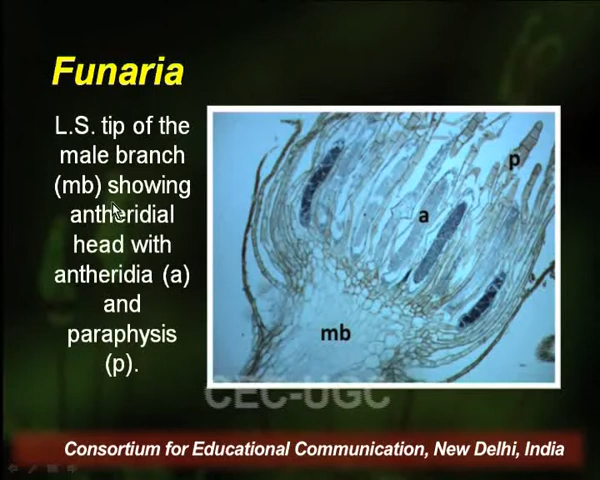 Funaria
L.S. tip of the
male branch
(mb) showing
antheridial
head with
antheridia (a)
and
paraphysis
(p).
p
a
mb
CEC-UGC
Consortium for Educational Communication, New Delhi, India